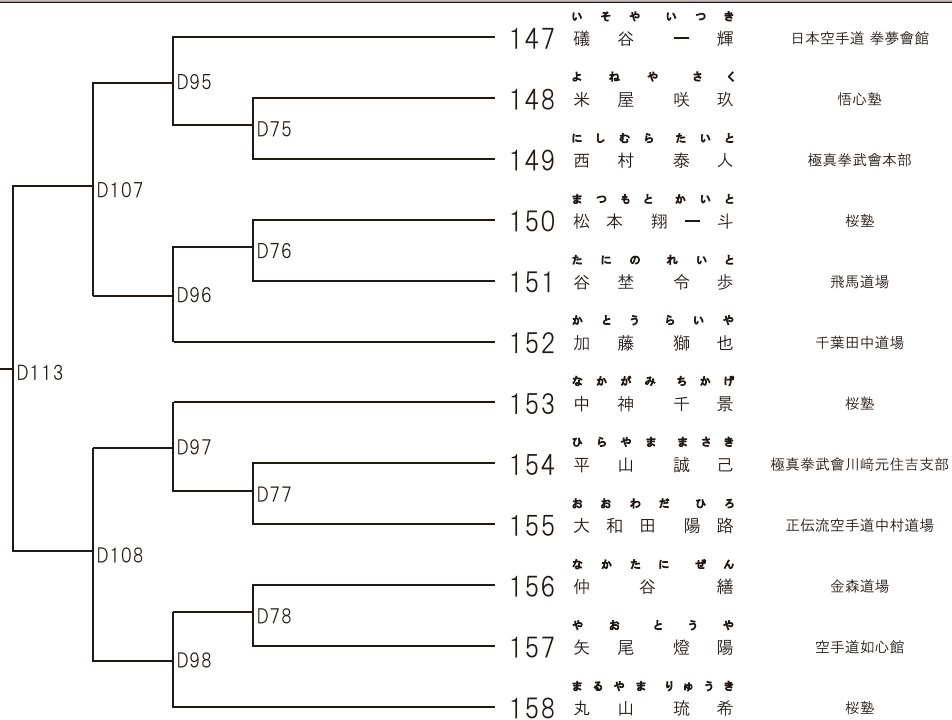 いそや いつき
D95 147 磯谷 一輝 日本空手道 拳夢會館
よねや さく
D75 148 米屋 咲玖 悟心塾
にしむら たいと
149 西村 泰人 極真拳武會本部
D107
まつもと かいと
150 松本 翔一斗 桜塾
D76
たにの れいと
D96 151 谷埜 令歩 飛馬道場
かとう らいや
152 加藤 獅也 千葉田中道場
D113
なかがみ ちかげ
153 中神 千景 桜塾
D97
ひらやま まさき
154 平山 誠己 極真拳武會川﨑元住吉支部
D77
おおわだ ひろ
155 大和田 陽路 正伝流空手道中村道場
D108
なかたに ぜん
156 仲谷 繕 金森道場
D78
やお とうや
157 矢尾 燈陽 空手道如心館
D98
まるやま りゅうき
158 丸山 琉希 桜塾